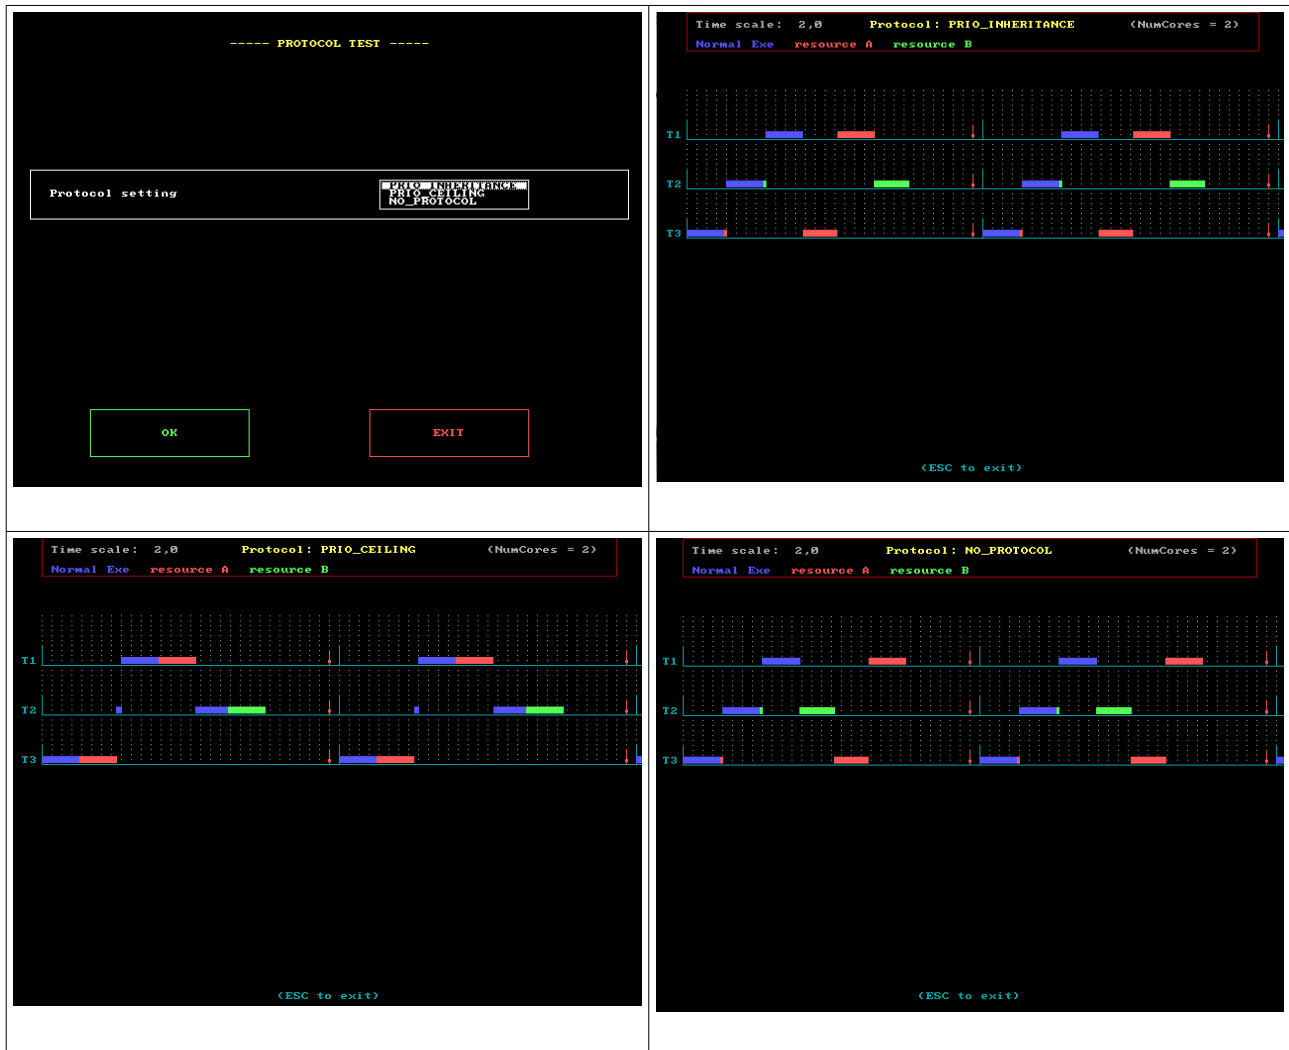 ----- PROTOCOL TEST -----
Protocol setting
PRIO_INHERITANCE
PRIO_CEILING
NO_PROTOCOL
OK
EXIT
Time scale: 2,0 Protocol: PRIO_INHERITANCE (NumCores = 2)
Normal Exe resource A resource B
T1
T2
T3
(ESC to exit)
Time scale: 2,0 Protocol: PRIO_CEILING (NumCores = 2)
Normal Exe resource A resource B
T1
T2
T3
(ESC to exit)
Time scale: 2,0 Protocol: NO_PROTOCOL (NumCores = 2)
Normal Exe resource A resource B
T1
T2
T3
(ESC to exit)